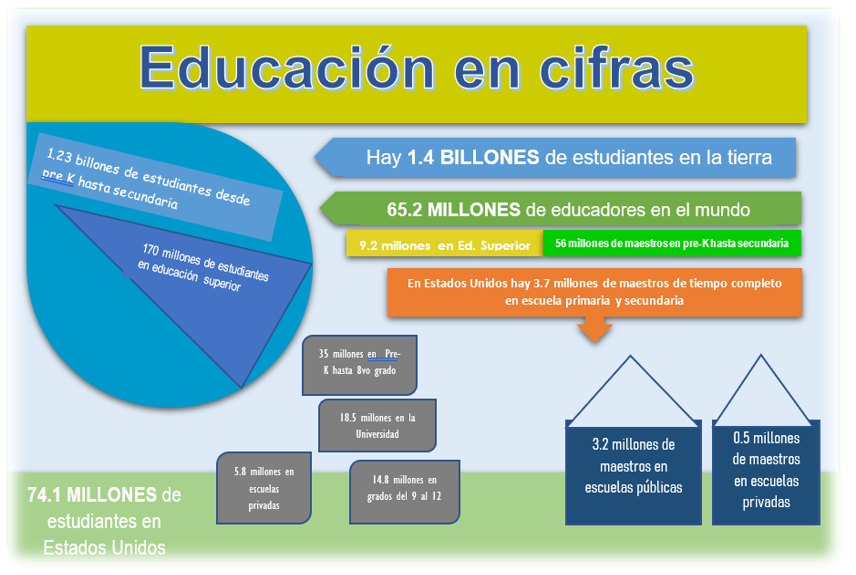 Educación en cifras
1.23 billones de estudiantes desde
pre K hasta secundaria
170 millones de estudiantes
en educación superior
Hay 1.4 BILLONES de estudiantes en la tierra
65.2 MILLONES de educadores en el mundo
9.2 millones en Ed. Superior
56 millones de maestros en pre-K hasta secundaria
En Estados Unidos hay 3.7 millones de maestros de tiempo completo
en escuela primaria y secundaria
35 millones en Pre-
K hasta 8vo grado
18.5 millones en la
Universidad
5.8 millones en
escuelas
privadas
14.8 millones en
grados del 9 al 12
3.2 millones de
maestros en
escuelas públicas
0.5 millones
de maestro
en escuelas
privadas
74.1 MILLONES de
estudiantes en
Estados Unidos